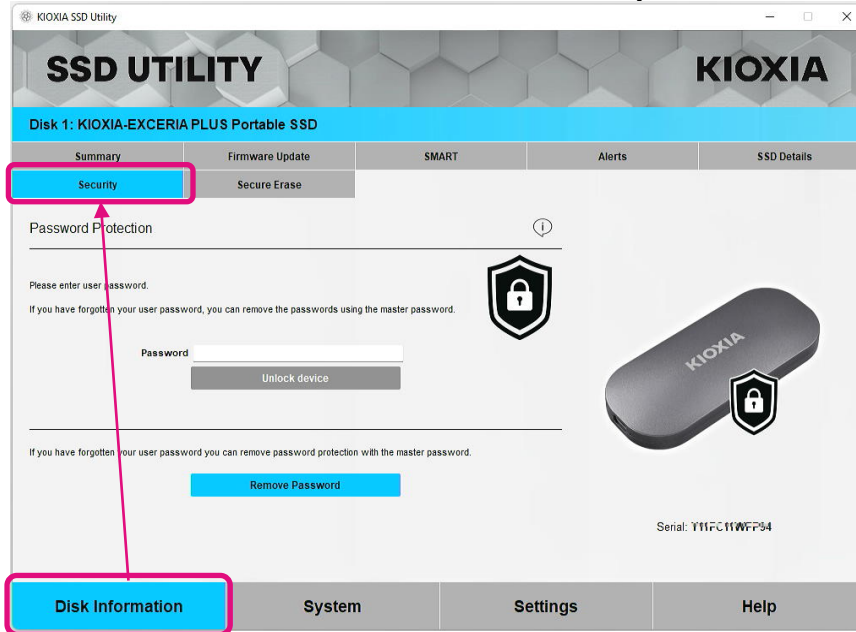 KIOXIA SSD Utility
SSD UTILITY
KIOXIA
Disk 1: KIOXIA-EXCERIA PLUS Portable SSD
Summary Firmware Update SMART Alerts SSD Details
Security Secure Erase
Password Protection
Please enter user password.
If you have forgotten your user password, you can remove the passwords using the master password.
Password
Unlock device
KIOXIA
If you have forgotten your user password you can remove password protection with the master password.
Remove Password
Serial:
Disk Information System Settings Help